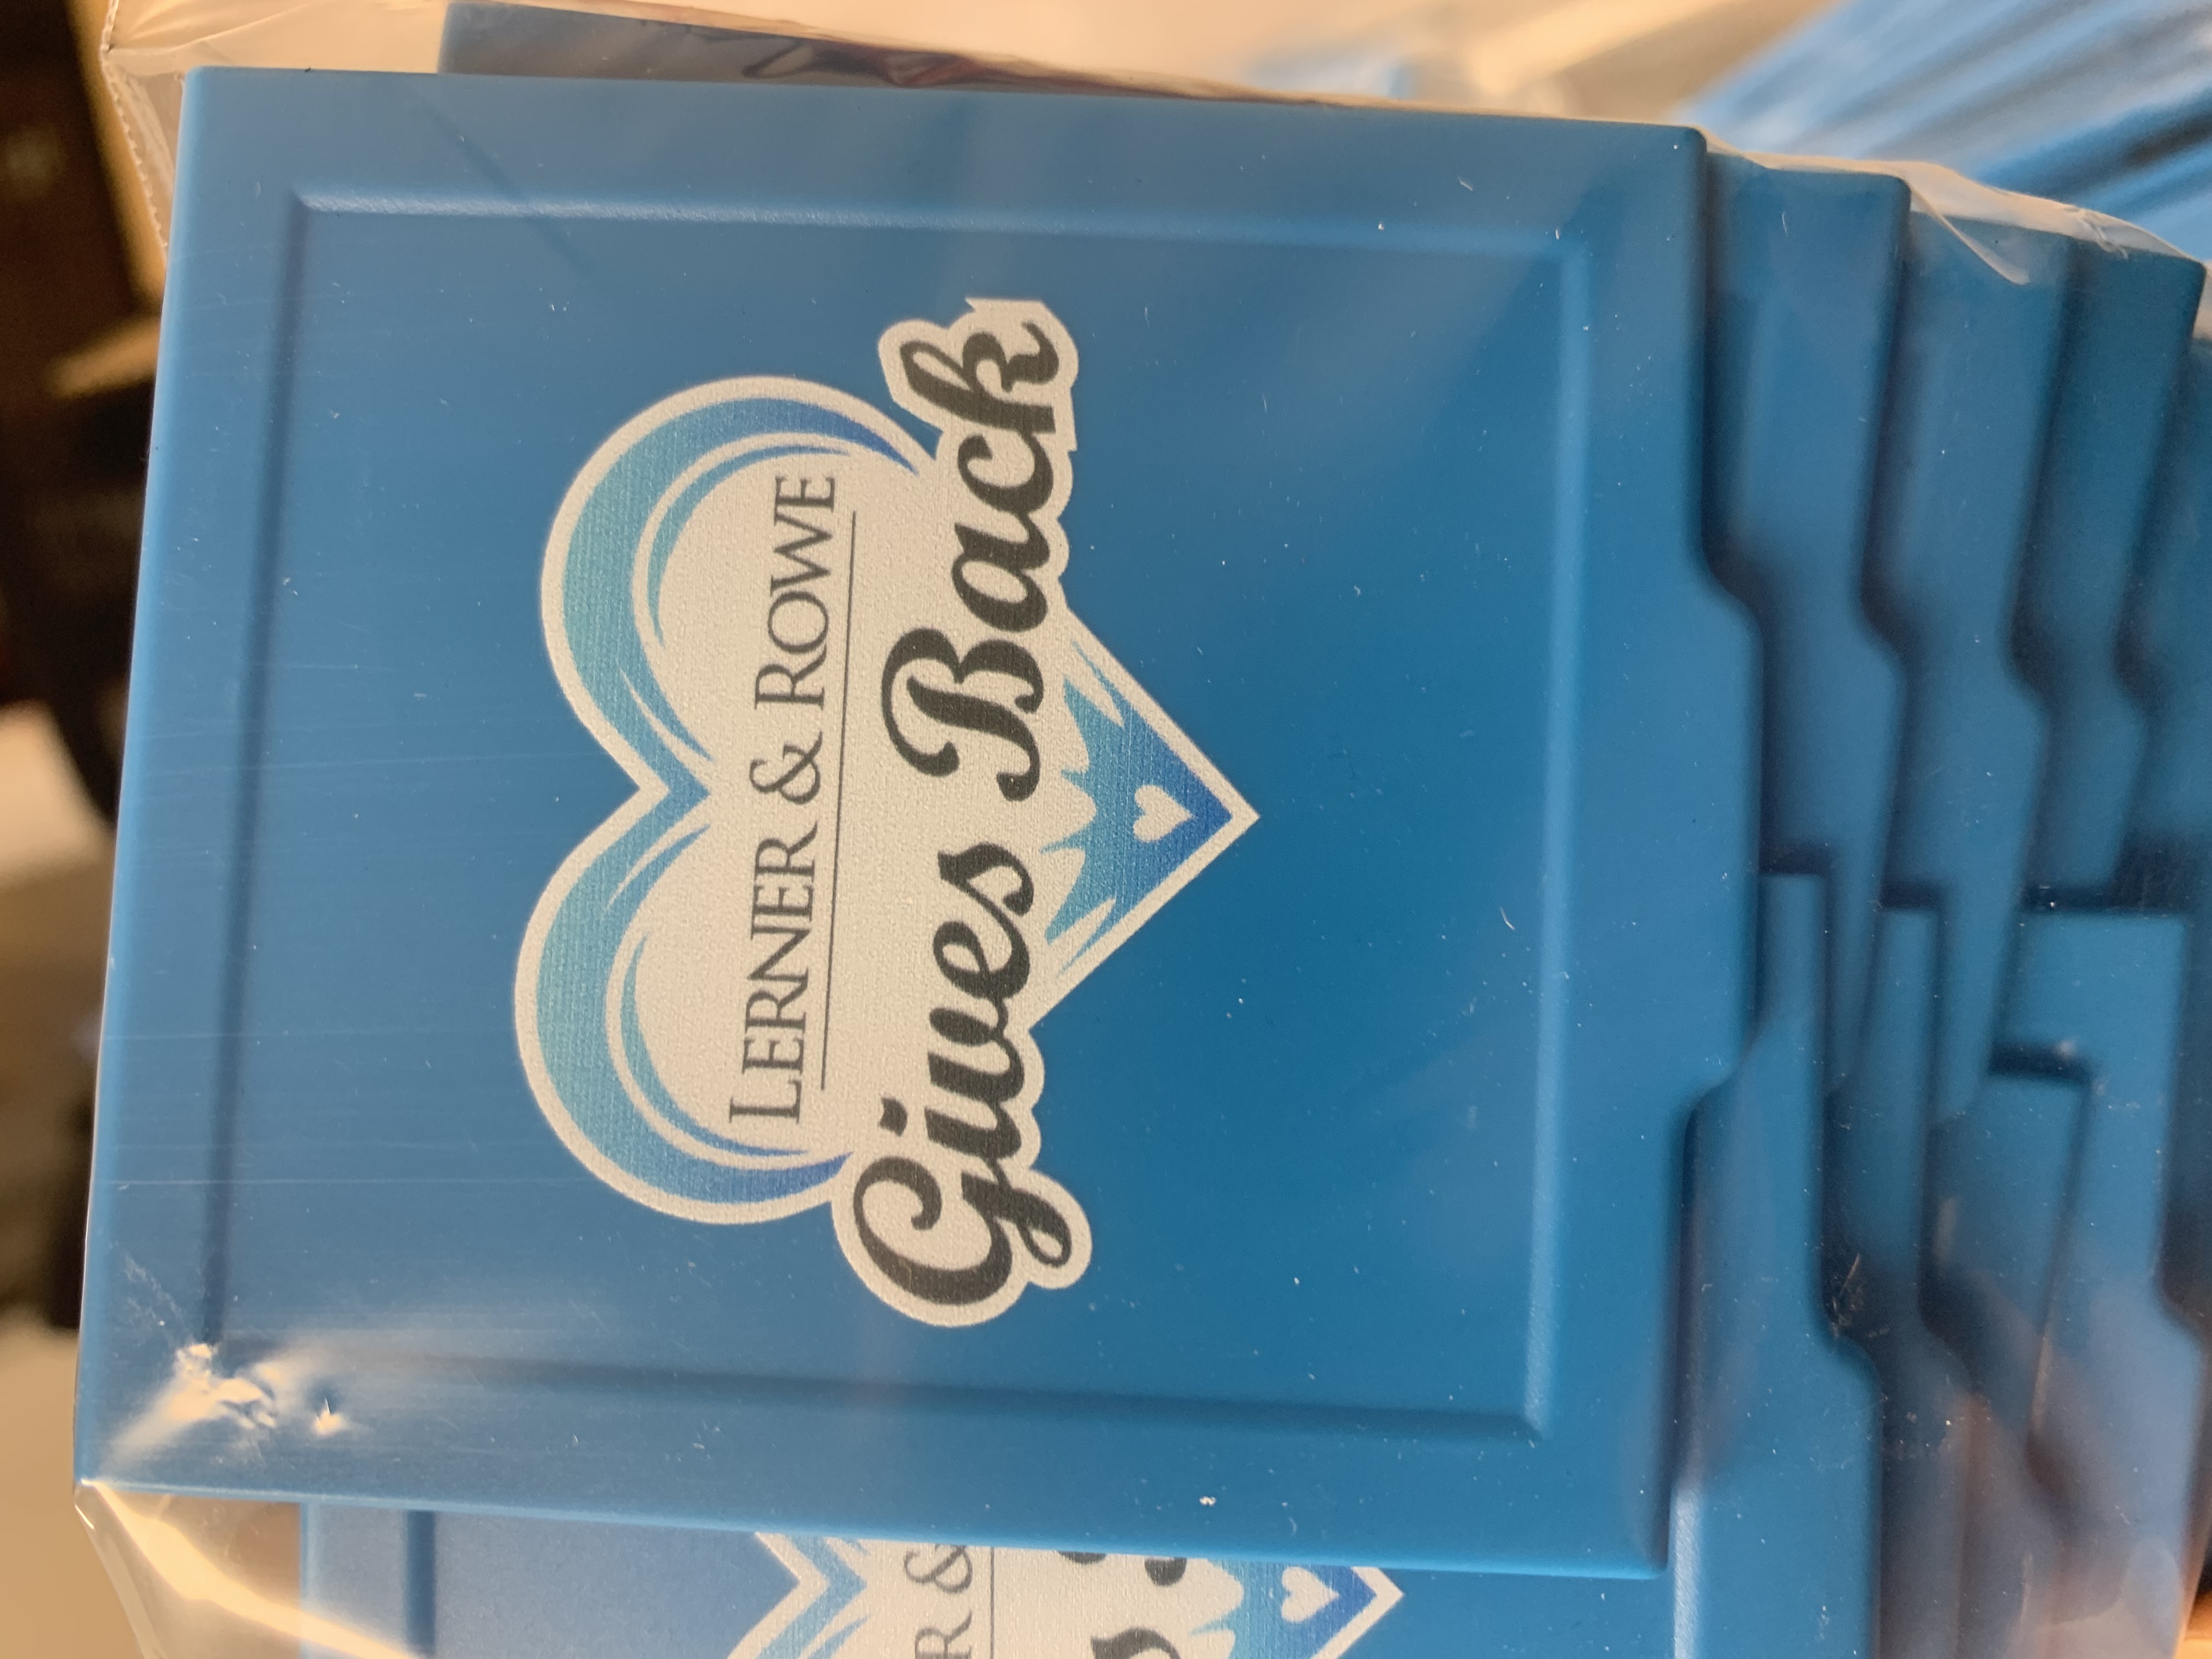 LERNER & ROWE
Gives Back
R &